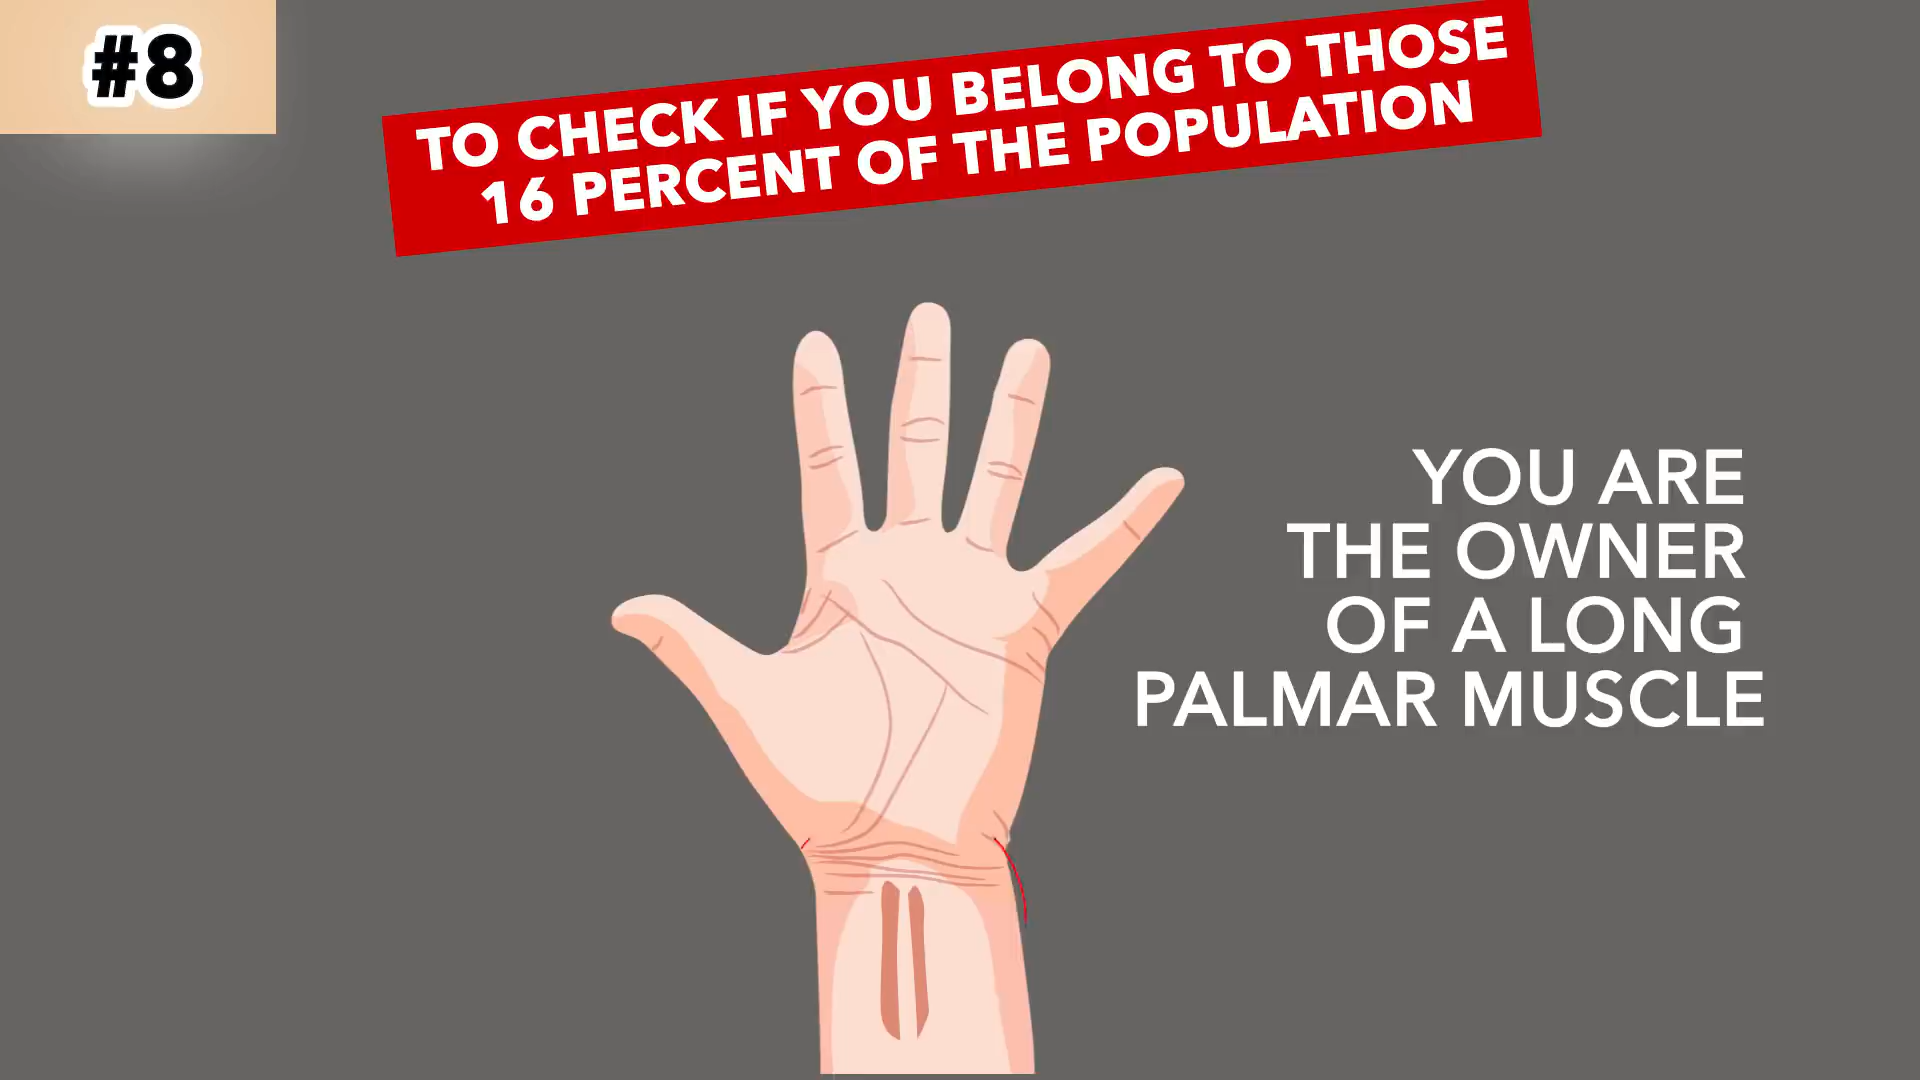 #8
TO CHECK IF YOU BELONG TO THOSE
16 PERCENT OF THE POPULATION
YOU ARE
THE OWNER
OF A LONG
PALMAR MUSCLE